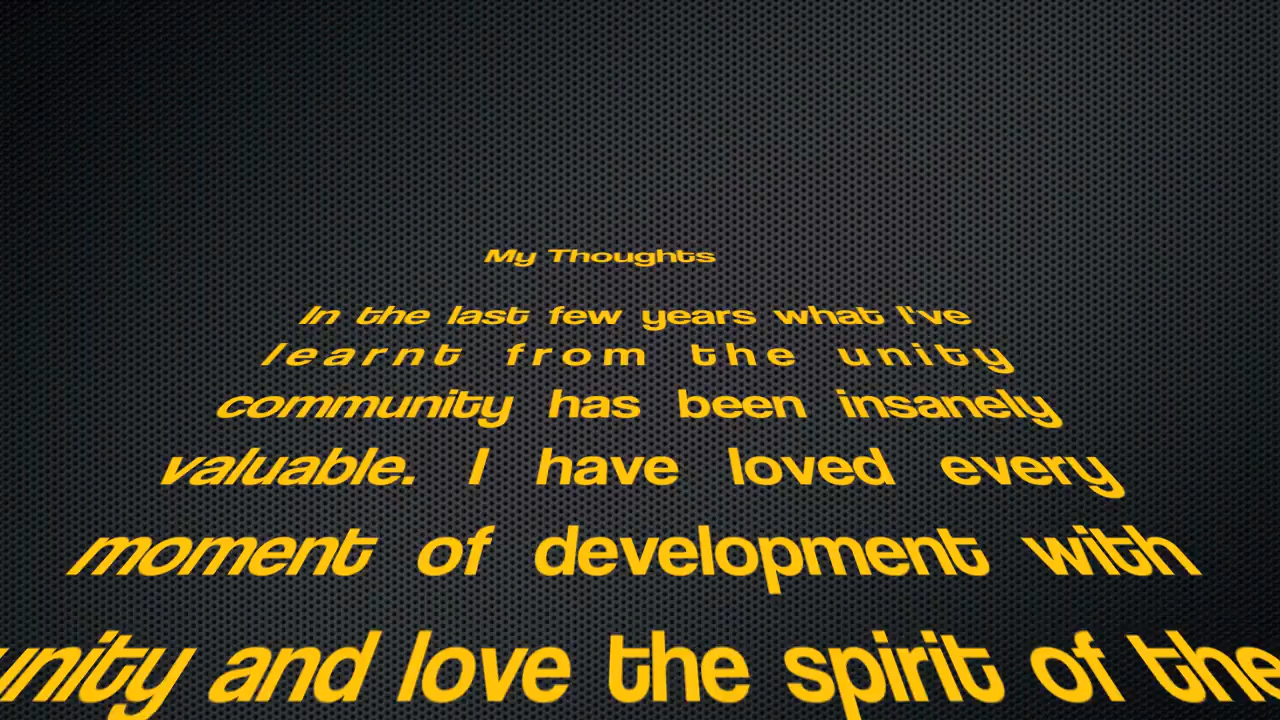 My Thoughts
In the last few years what I've
learnt from the unity
community has been insanely
valuable. I have loved every
moment of development with
unity and love the spirit of the